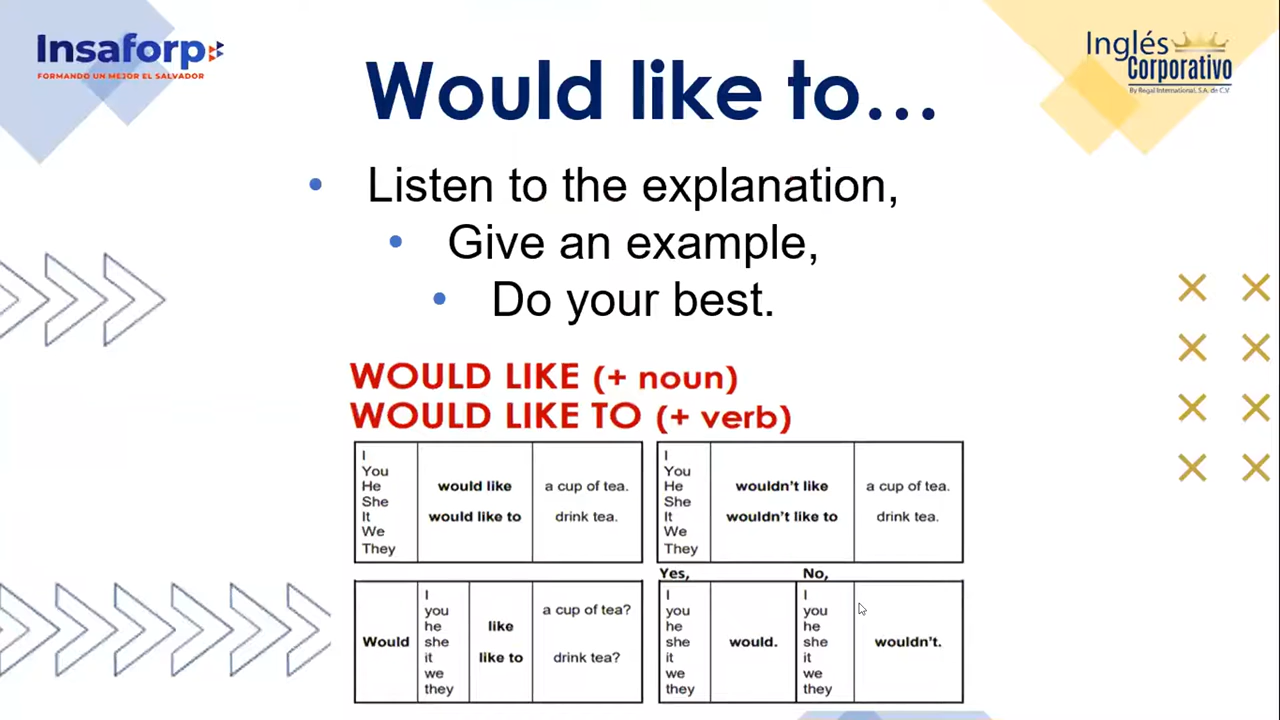 Insaforp
FORMANDO UN MEJOR EL SALVADOR
Inglés
Corporativo
By Regal International, S.A. de C.V
Would like to...
• Listen to the explanation,
• Give an example,
• Do your best.
WOULD LIKE (+ noun)
WOULD LIKE TO (+ verb)
I
You
He
She
It
We
They
would like
would like to
a cup of tea.
drink tea.
I
You
He
She
It
We
They
wouldn't like
wouldn't like to
a cup of tea.
drink tea.
Would
I
you
he
she
it
we
they
like
like to
a cup of tea?
drink tea?
Yes,
I
you
he
she
it
we
they
would.
No,
I
you
he
she
it
we
they
wouldn't.